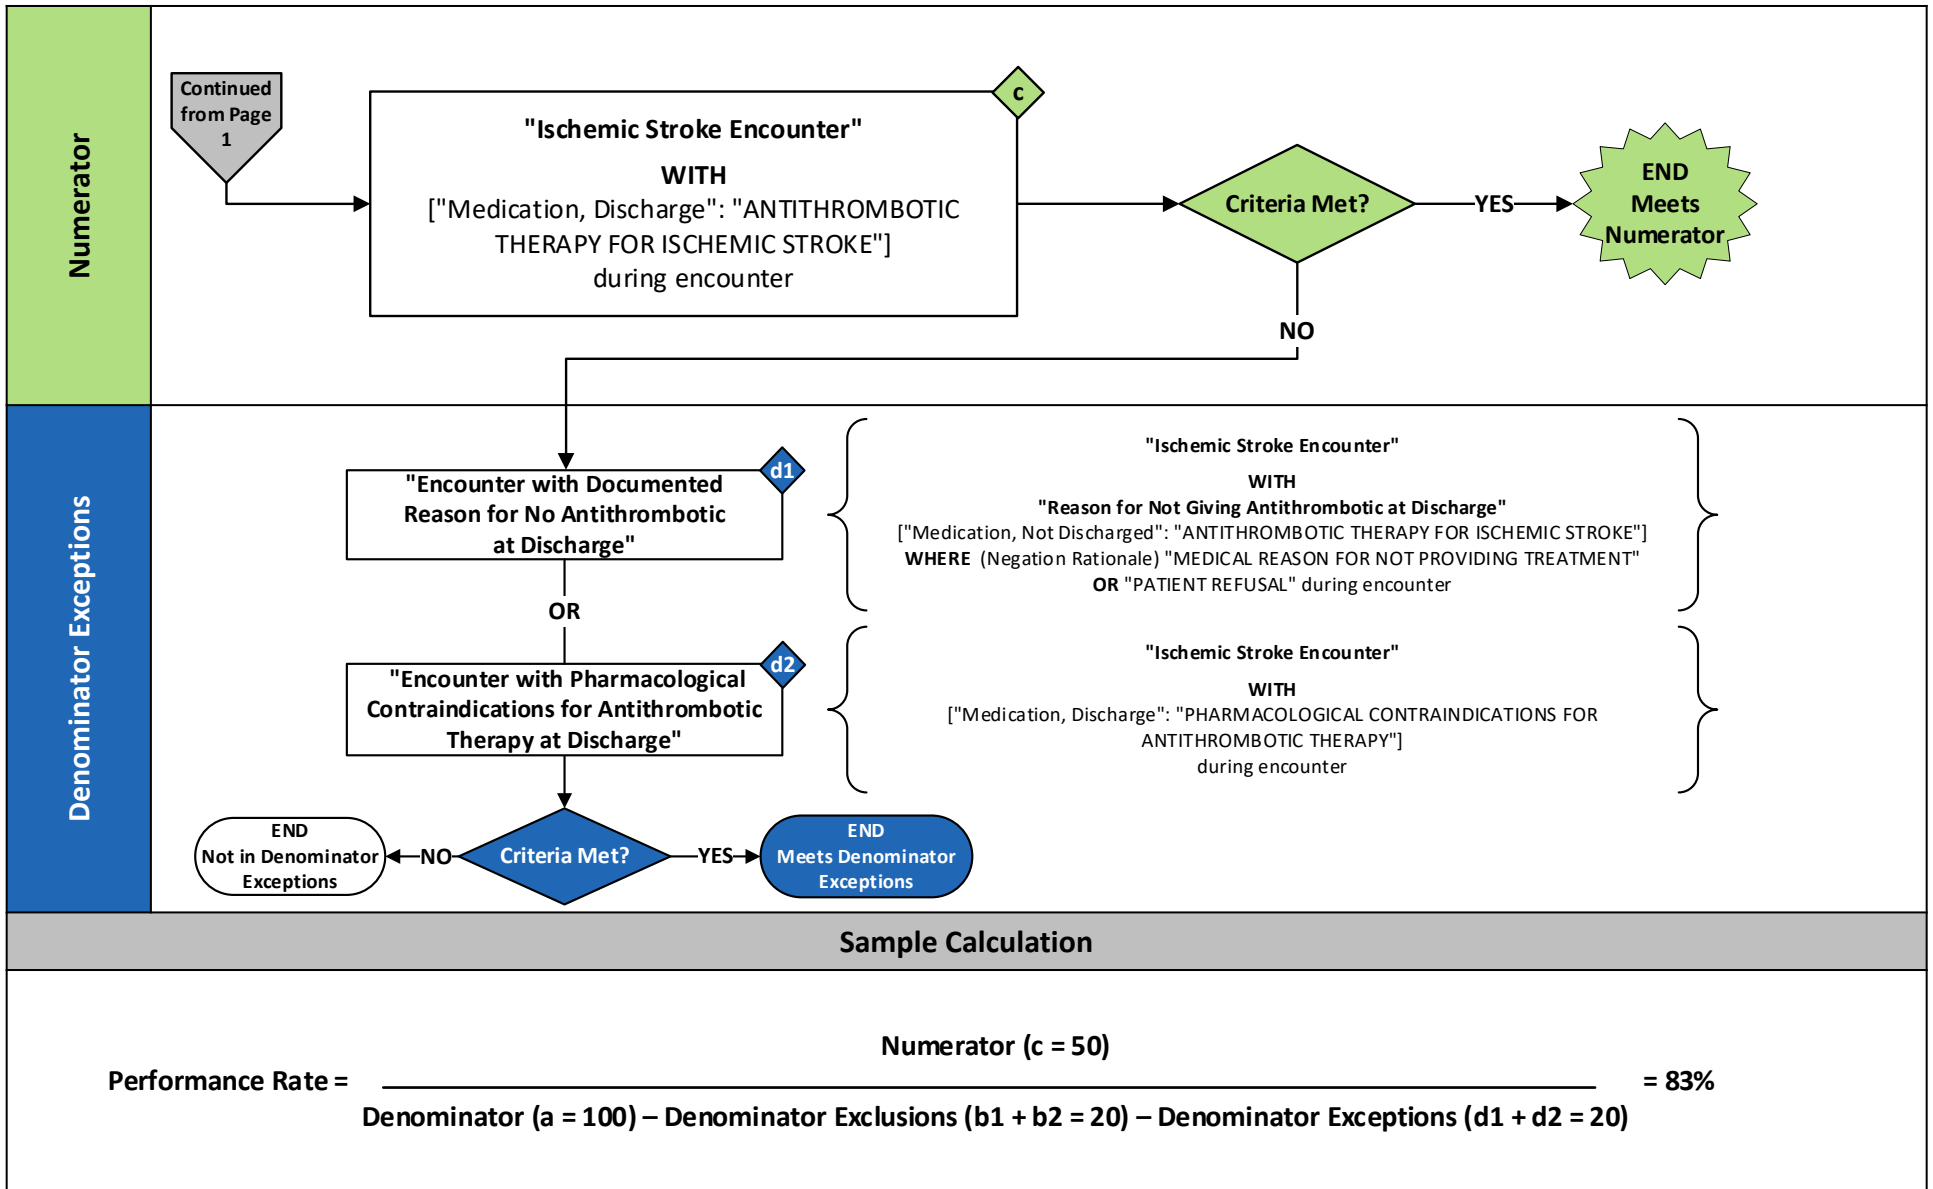 Numerator
Continued
from Page
1
c
"Ischemic Stroke Encounter"
WITH
["Medication, Discharge": "ANTITHROMBOTIC
THERAPY FOR ISCHEMIC STROKE"]
during encounter
Criteria Met?
YES
END
Meets
Numerator
NO
Denominator Exceptions
d1
"Encounter with Documented
Reason for No Antithrombotic
at Discharge"
"Ischemic Stroke Encounter"
WITH
"Reason for Not Giving Antithrombotic at Discharge"
["Medication, Not Discharged": "ANTITHROMBOTIC THERAPY FOR ISCHEMIC STROKE"]
WHERE (Negation Rationale) "MEDICAL REASON FOR NOT PROVIDING TREATMENT"
OR "PATIENT REFUSAL" during encounter
OR
d2
"Encounter with Pharmacological
Contraindications for Antithrombotic
Therapy at Discharge"
"Ischemic Stroke Encounter"
WITH
["Medication, Discharge": "PHARMACOLOGICAL CONTRAINDICATIONS FOR
ANTITHROMBOTIC THERAPY"]
during encounter
END
Not in Denominator
Exceptions
NO
Criteria Met?
YES
END
Meets Denominator
Exceptions
Sample Calculation
Numerator (c = 50)
Performance Rate =
= 83%
Denominator (a = 100) – Denominator Exclusions (b1 + b2 = 20) – Denominator Exceptions (d1 + d2 = 20)